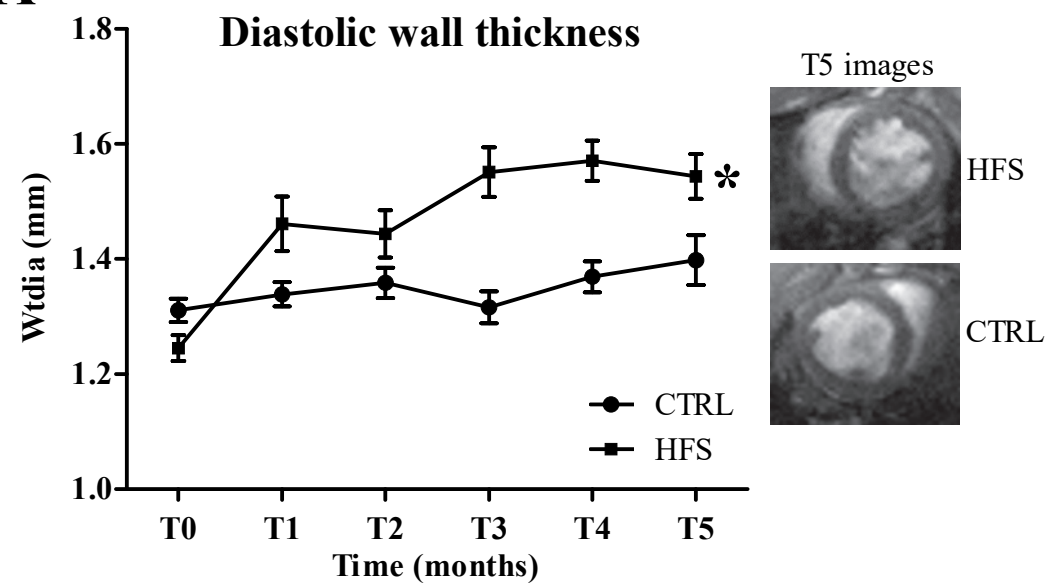 Diastolic wall thickness
1.8
1.6
1.4
1.2
1.0
Wtdia (mm)
T0 T1 T2 T3 T4 T5
Time (months)
*
CTRL
HFS
T5 images
HFS
CTRL